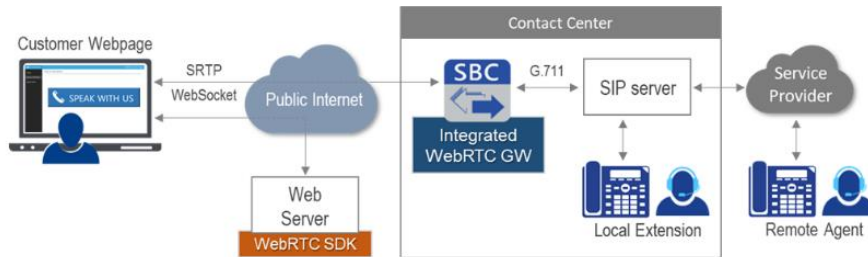 Customer Webpage
SPEAK WITH US
SRTP
WebSocket
Public Internet
Web
Server
WebRTC SDK
Contact Center
SBC
Integrated
WebRTC GW
G.711
SIP server
Local Extension
Service
Provider
Remote Agent